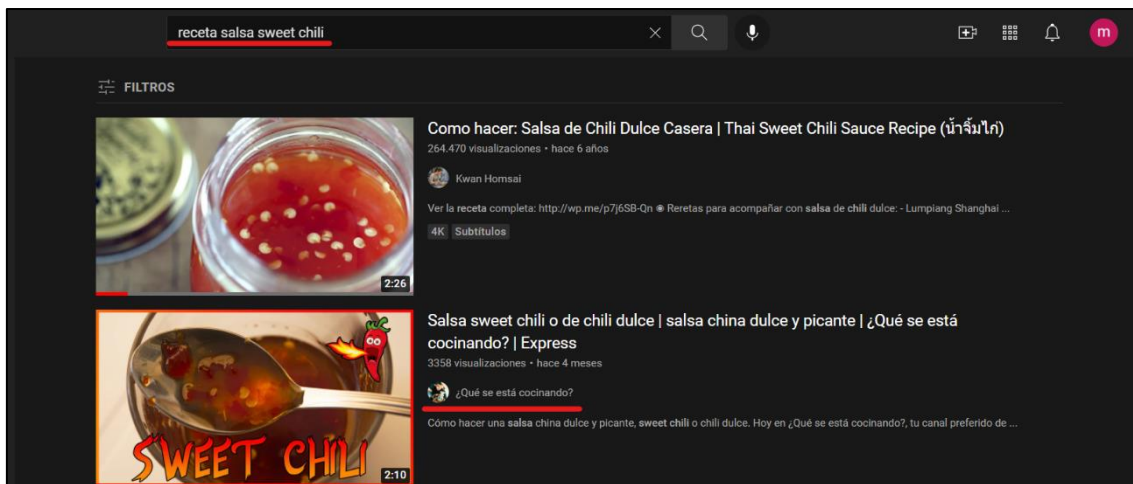 receta salsa sweet chili
m
FILTROS
Como hacer: Salsa de Chili Dulce Casera | Thai Sweet Chili Sauce Recipe (น้ำจิ้มไก่)
264.470 visualizaciones • hace 6 años
Kwan Homsai
Ver la receta completa: http://wp.me/p7j6SB-Qn ◉ Reretas para acompañar con salsa de chili dulce: - Lumpiang Shanghai ...
4K Subtítulos
2:26
Salsa sweet chili o de chili dulce | salsa china dulce y picante | ¿Qué se está
cocinando? | Express
3358 visualizaciones • hace 4 meses
¿Qué se está cocinando?
Cómo hacer una salsa china dulce y picante, sweet chili o chili dulce. Hoy en ¿Qué se está cocinando?, tu canal preferido de ...
SWEET CHILI
2:10